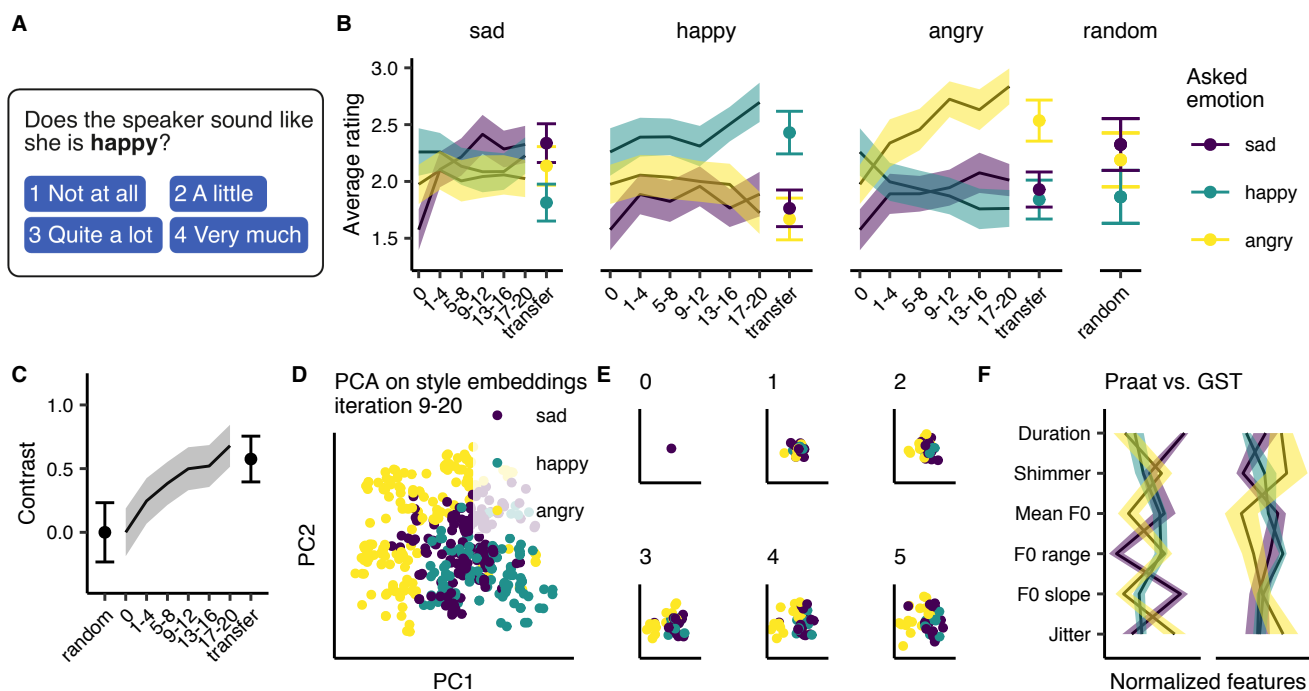 A
Does the speaker sound like
she is happy?
1 Not at all
2 A little
3 Quite a lot
4 Very much
B
sad
happy
angry
random
Average rating
3.0
2.5
2.0
1.5
0
1-4
5-8
9-12
13-16
17-20
transfer
0
1-4
5-8
9-12
13-16
17-20
transfer
0
1-4
5-8
9-12
13-16
17-20
transfer
random
Asked
emotion
sad
happy
angry
C
Contrast
1.0
0.5
0.0
random
0
1-4
5-8
9-12
13-16
17-20
transfer
D
PCA on style embeddings
iteration 9-20
sad
happy
angry
PC2
PC1
E
0
1
2
3
4
5
F
Praat vs. GST
Duration
Shimmer
Mean F0
F0 range
F0 slope
Jitter
Normalized features